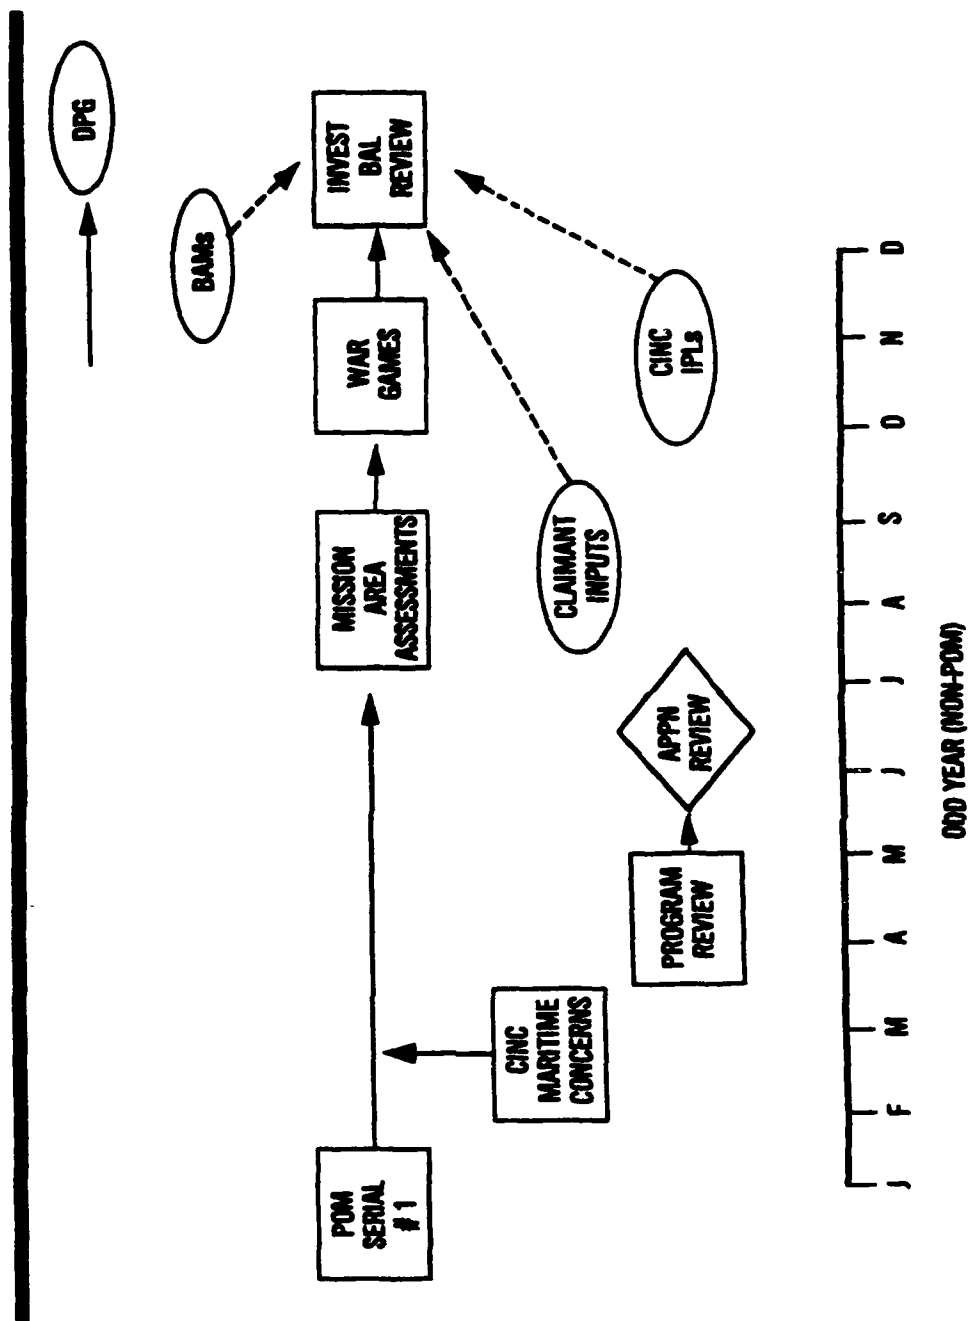 DPG
BAMs
POM
SERIAL
# 1
MISSION
AREA
ASSESSMENTS
WAR
GAMES
INVEST
BAL
REVIEW
CINC
MARITIME
CONCERNS
CLAIMANT
INPUTS
PROGRAM
REVIEW
APPN
REVIEW
CINC
IPLs
J F M A M J J A S O N D
ODD YEAR (NON-POM)